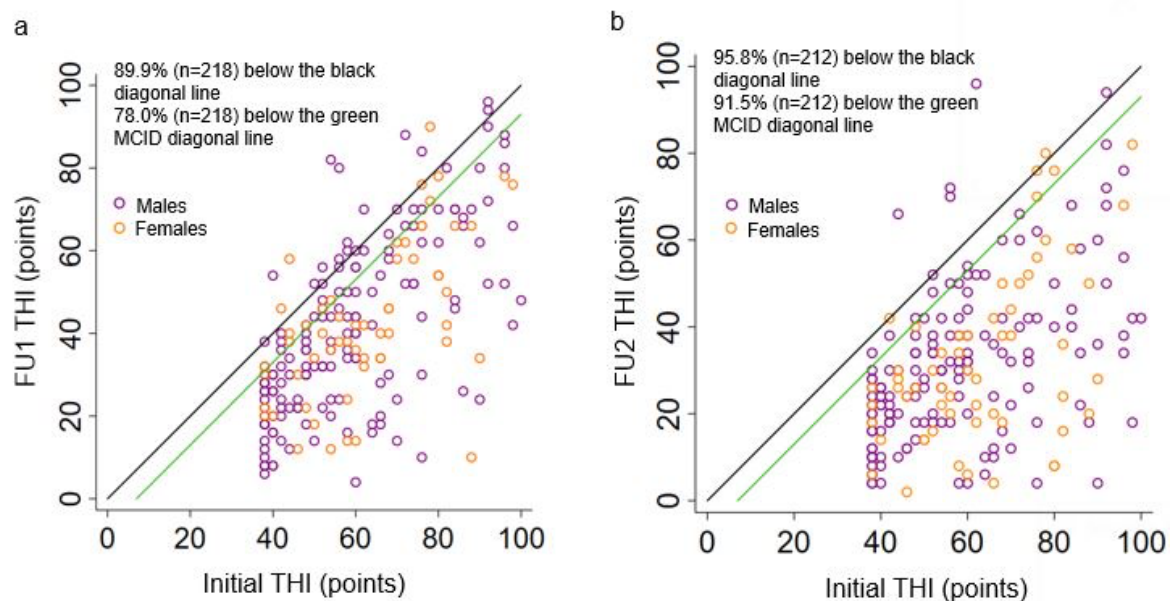 a
89.9% (n=218) below the black
diagonal line
78.0% (n=218) below the green
MCID diagonal line
Males
Females
FU1 THI (points)
100
80
60
40
20
0
0 20 40 60 80 100
Initial THI (points)
b
95.8% (n=212) below the black
diagonal line
91.5% (n=212) below the green
MCID diagonal line
Males
Females
FU2 THI (points)
100
80
60
40
20
0
0 20 40 60 80 100
Initial THI (points)